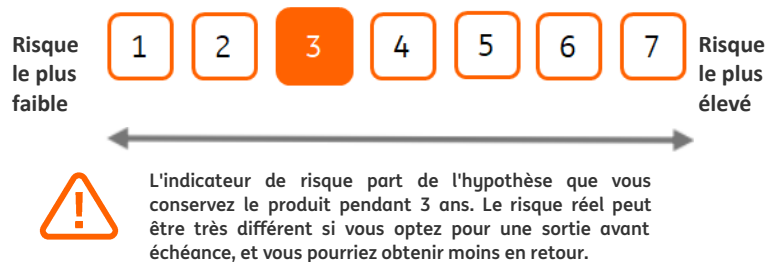 Risque
le plus
faible
1 2 3 4 5 6 7
Risque
le plus
élevé
!
L'indicateur de risque part de l'hypothèse que vous
conservez le produit pendant 3 ans. Le risque réel peut
être très différent si vous optez pour une sortie avant
échéance, et vous pourriez obtenir moins en retour.